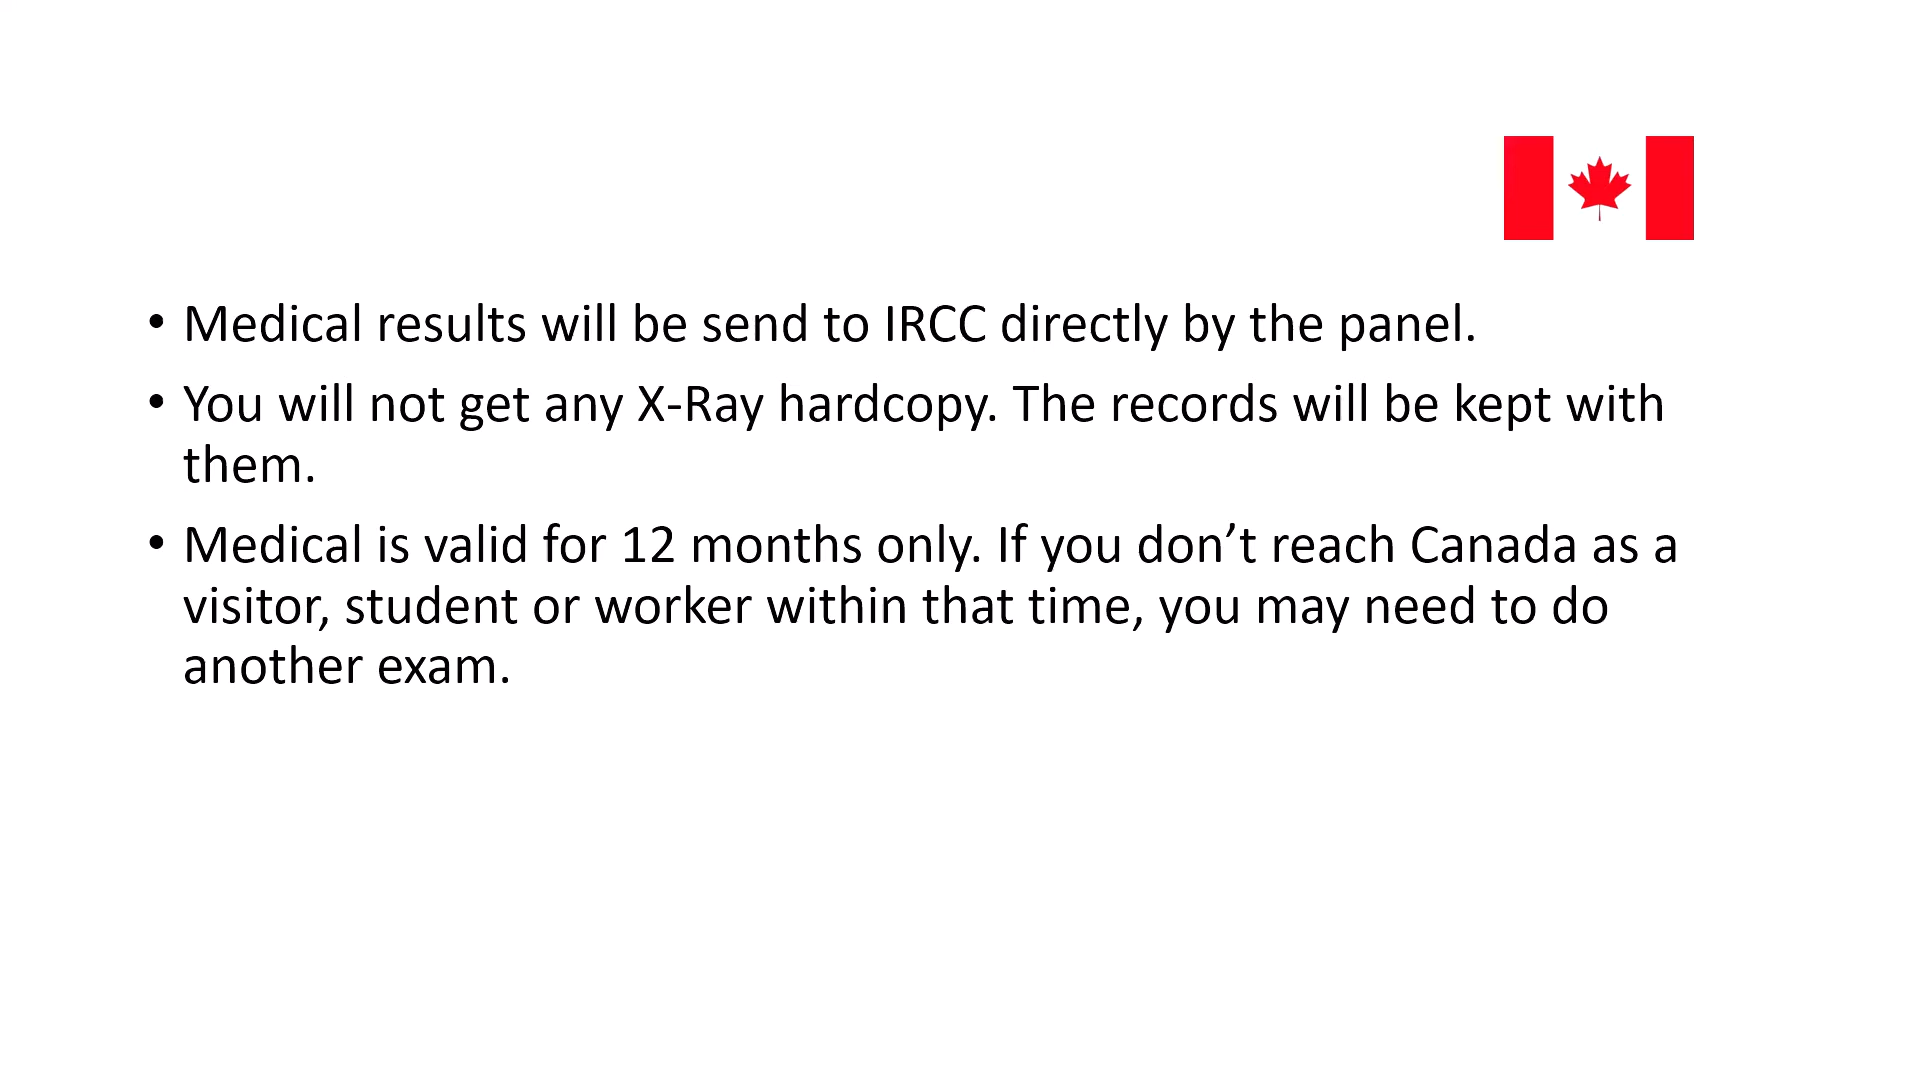 • Medical results will be send to IRCC directly by the panel.
• You will not get any X-Ray hardcopy. The records will be kept with
them.
• Medical is valid for 12 months only. If you don’t reach Canada as a
visitor, student or worker within that time, you may need to do
another exam.